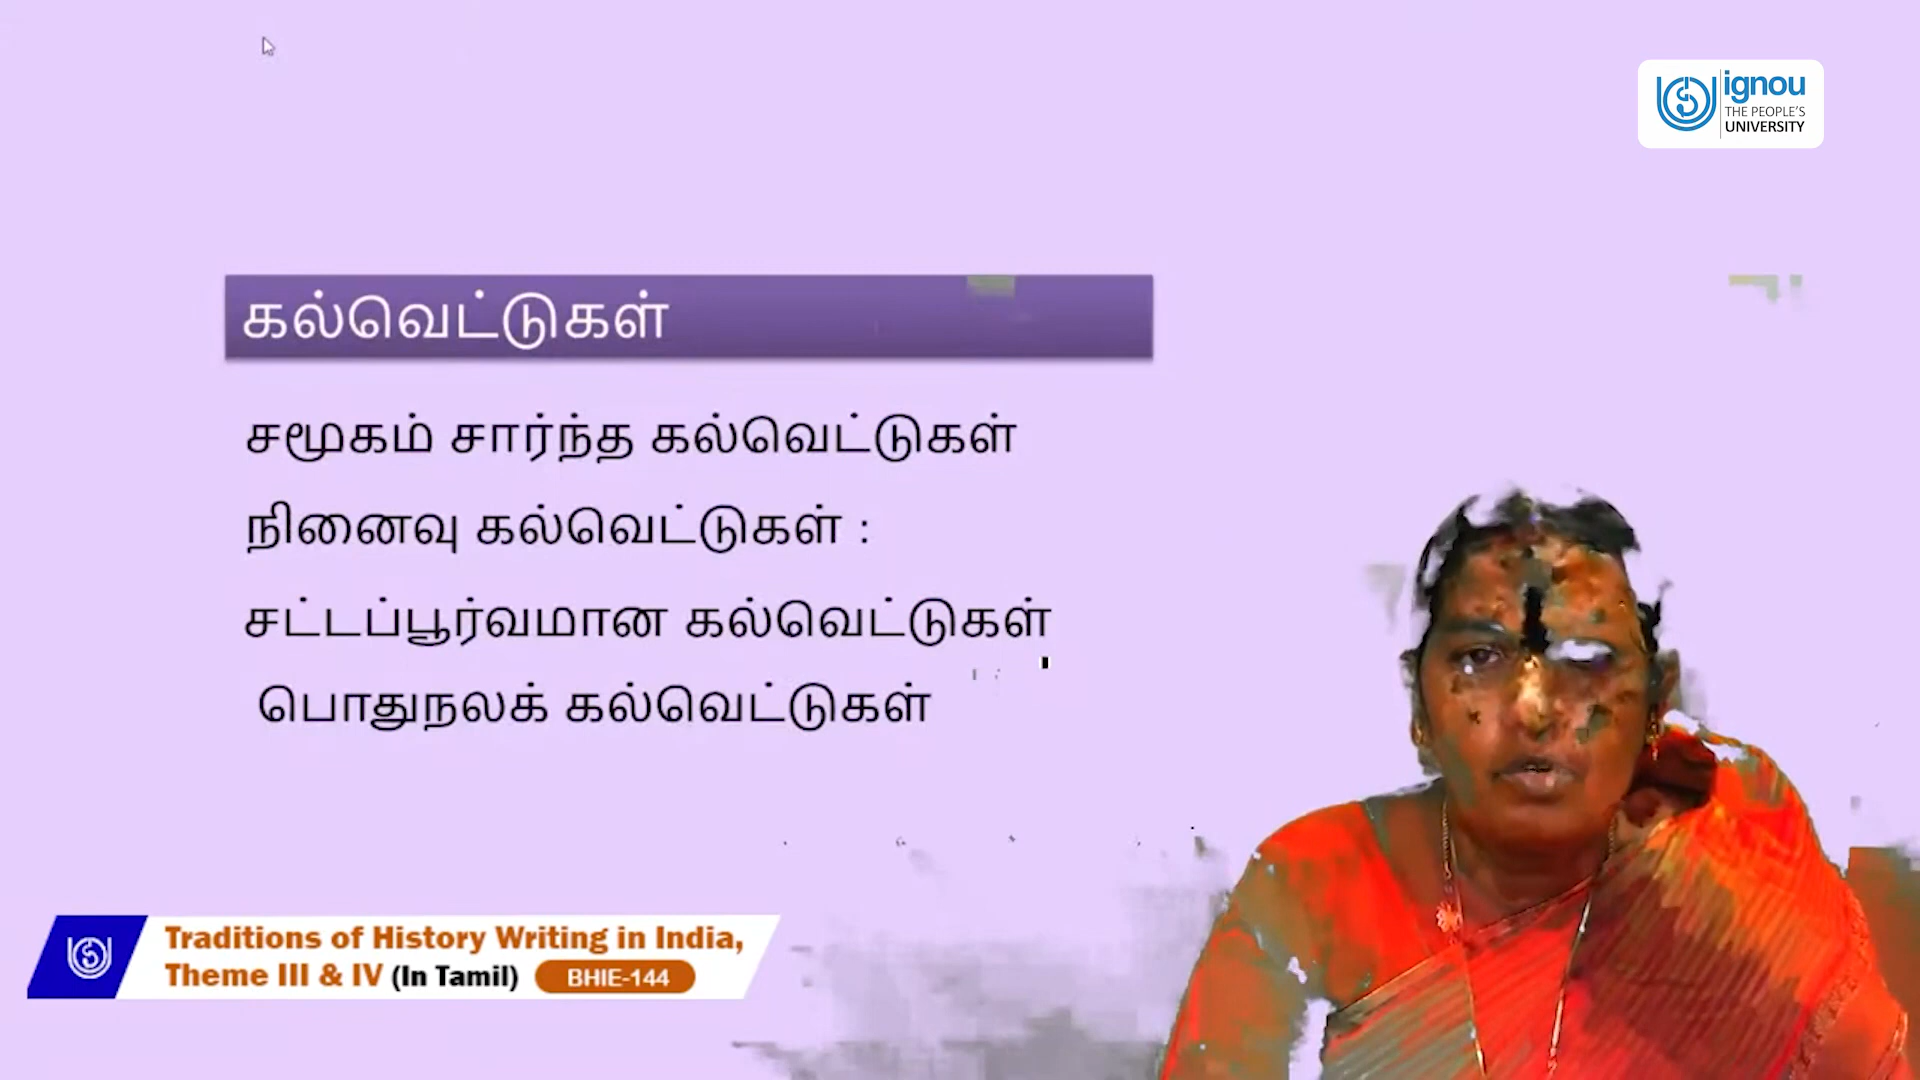 ignou
THE PEOPLE'S
UNIVERSITY
கல்வெட்டுகள்
சமூகம் சார்ந்த கல்வெட்டுகள்
நினைவு கல்வெட்டுகள் :
சட்டப்பூர்வமான கல்வெட்டுகள்
பொதுநலக் கல்வெட்டுகள்
Traditions of History Writing in India,
Theme III & IV (In Tamil) BHIE-144